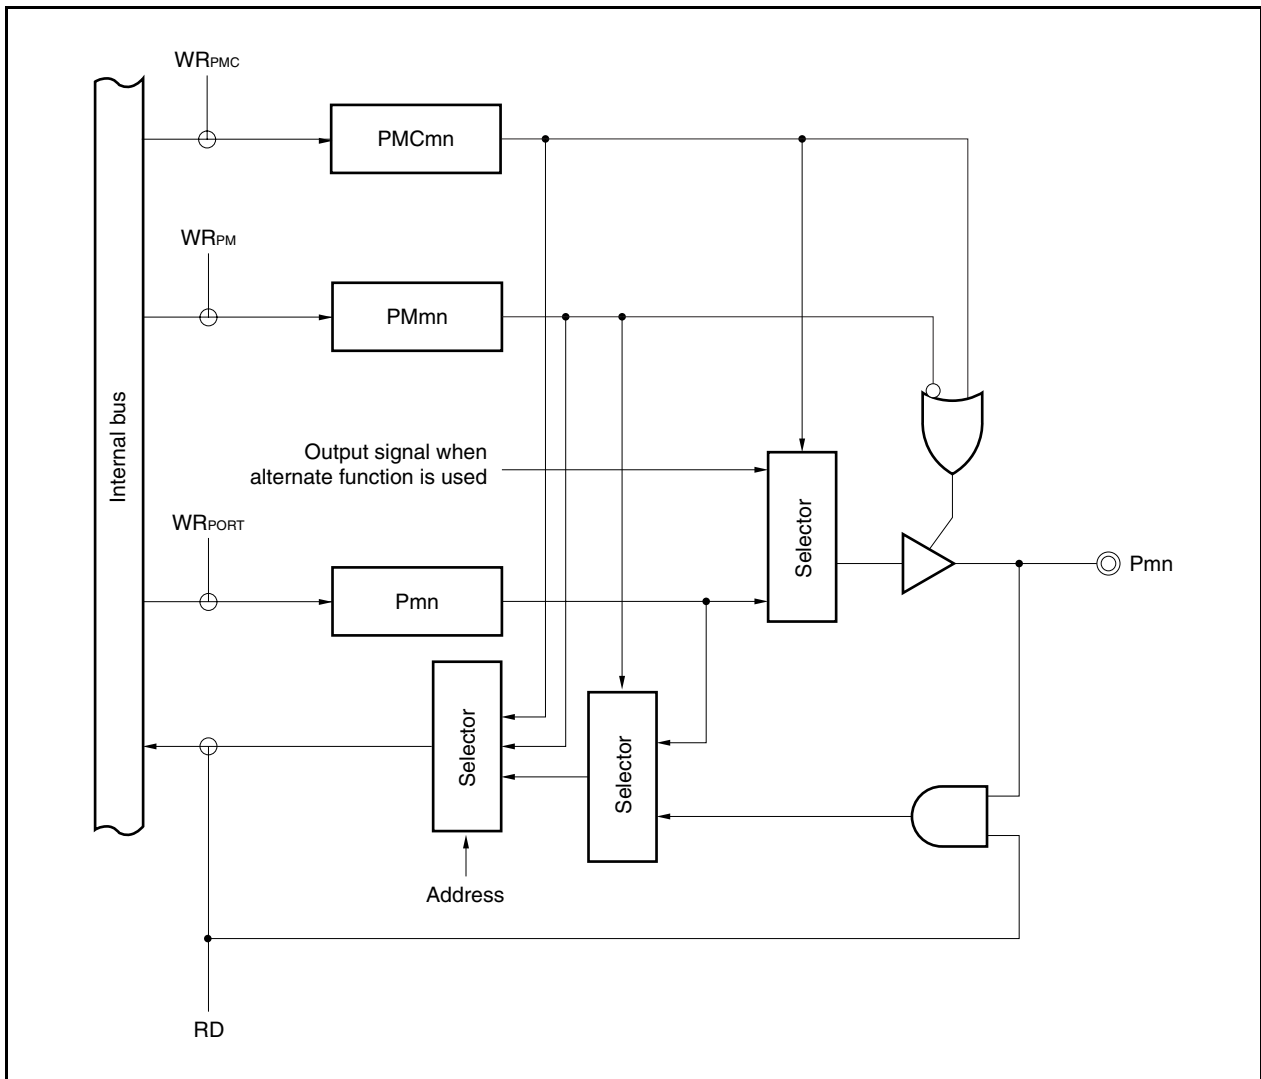 WRPMC
PMCmn
WRPM
PMmn
Internal bus
Output signal when
alternate function is used
Selector
WRPORT
Pmn
Pmn
Selector
Selector
Address
RD